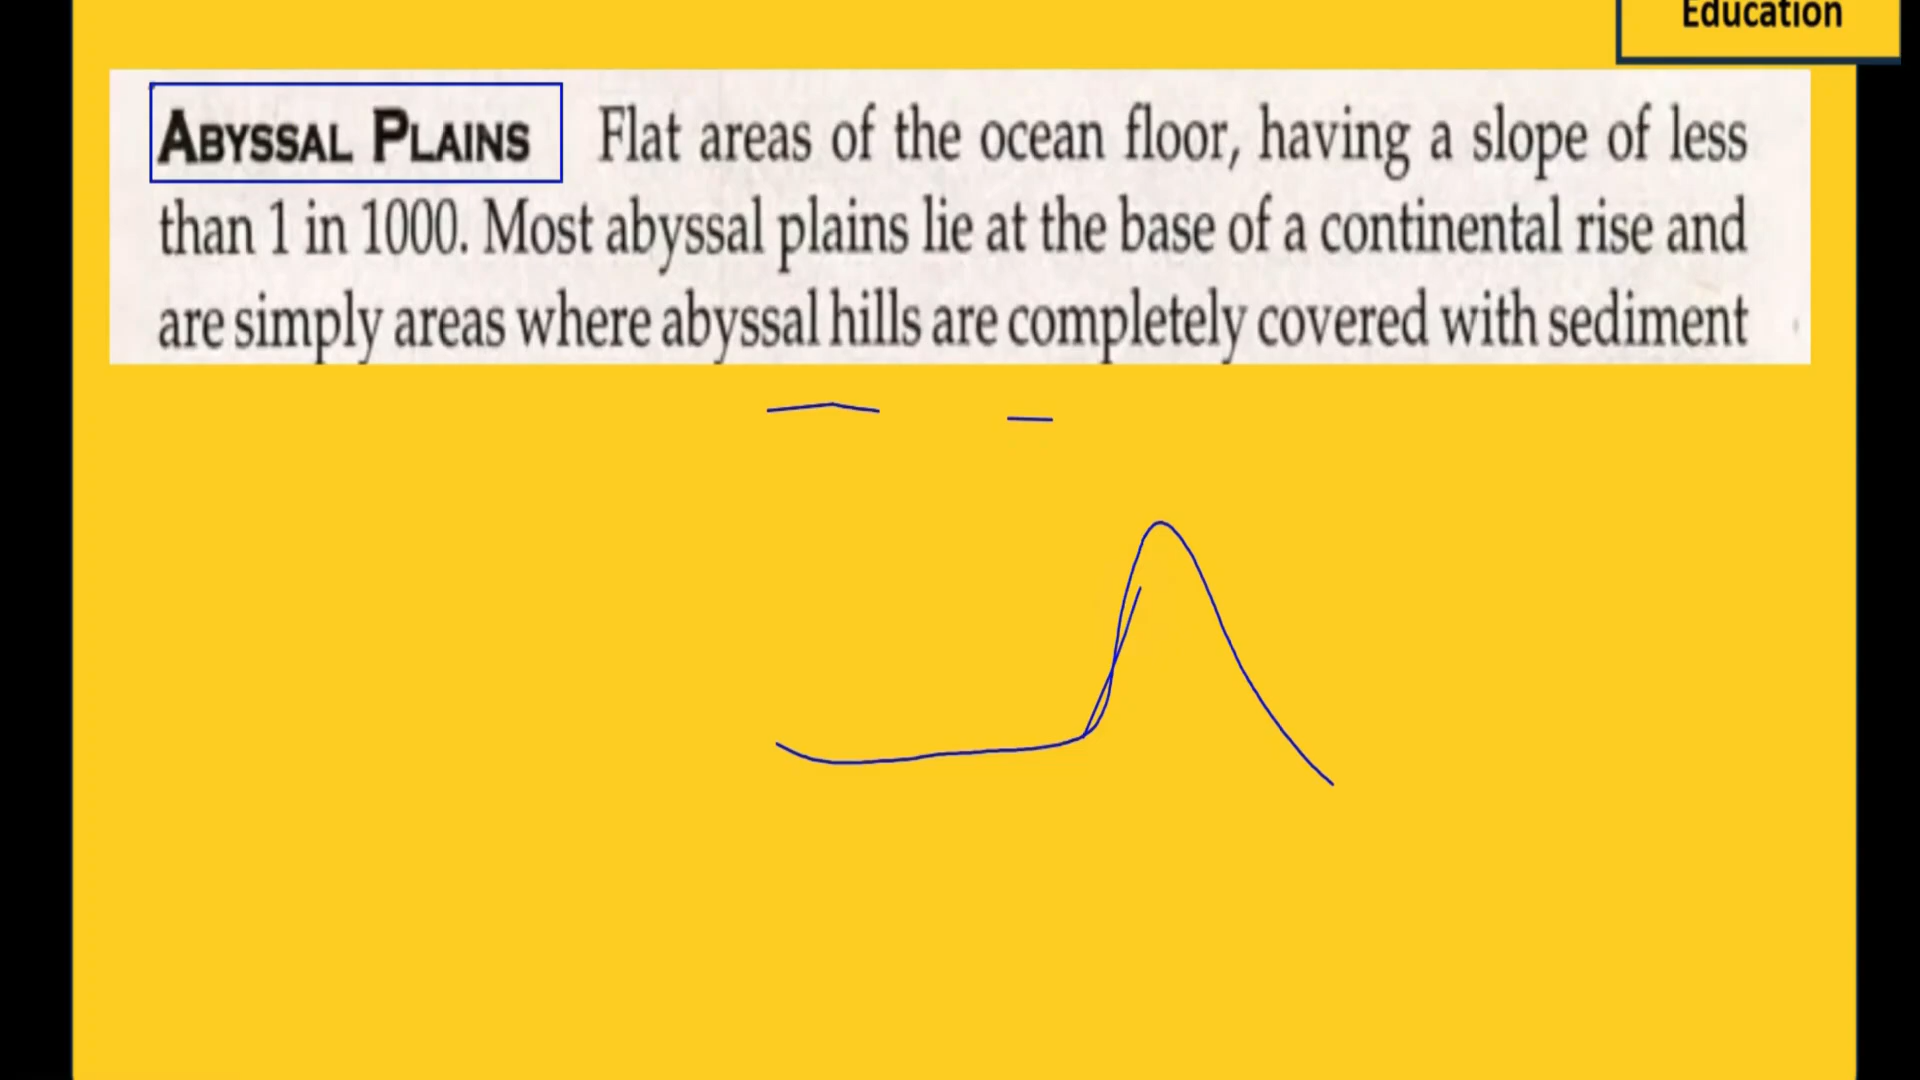 Education
ABYSSAL PLAINS Flat areas of the ocean floor, having a slope of less
than 1 in 1000. Most abyssal plains lie at the base of a continental rise and
are simply areas where abyssal hills are completely covered with sediment